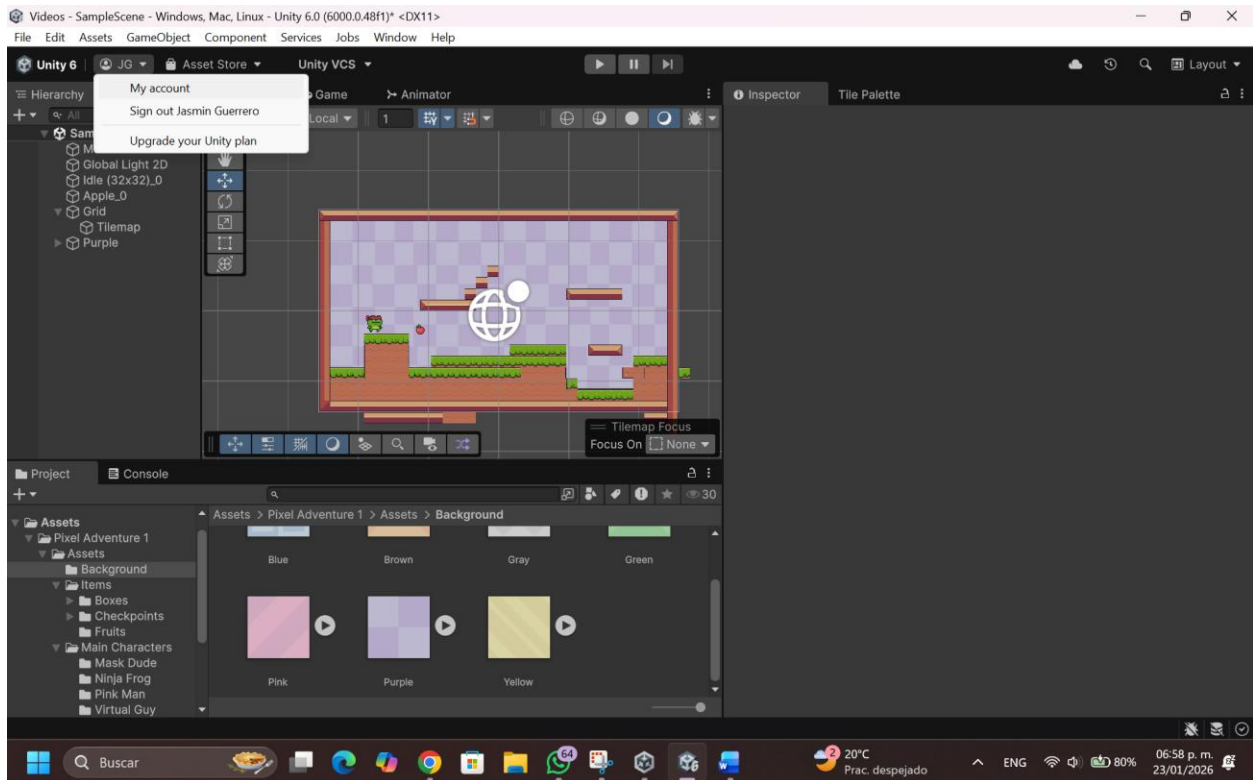 Videos - SampleScene - Windows, Mac, Linux - Unity 6.0 (6000.0.48f1)* <DX11>
File Edit Assets GameObject Component Services Jobs Window Help
Unity 6 JG Asset Store Unity VCS Layout
My account
Sign out Jasmin Guerrero
Upgrade your Unity plan
Hierarchy Game Animator Inspector Tile Palette
All Local 1
Sam
M
Global Light 2D
Idle (32x32)_0
Apple_0
Grid
Tilemap
Purple
Tilemap Focus
Focus On None
Project Console
30
Assets > Pixel Adventure 1 > Assets > Background
Assets
Pixel Adventure 1
Assets
Background
Items
Boxes
Checkpoints
Fruits
Main Characters
Mask Dude
Ninja Frog
Pink Man
Virtual Guy
Blue Brown Gray Green
Pink Purple Yellow
Buscar
64
2
20°C
Prac. despejado
ENG
80%
06:58 p. m.
23/01/2026